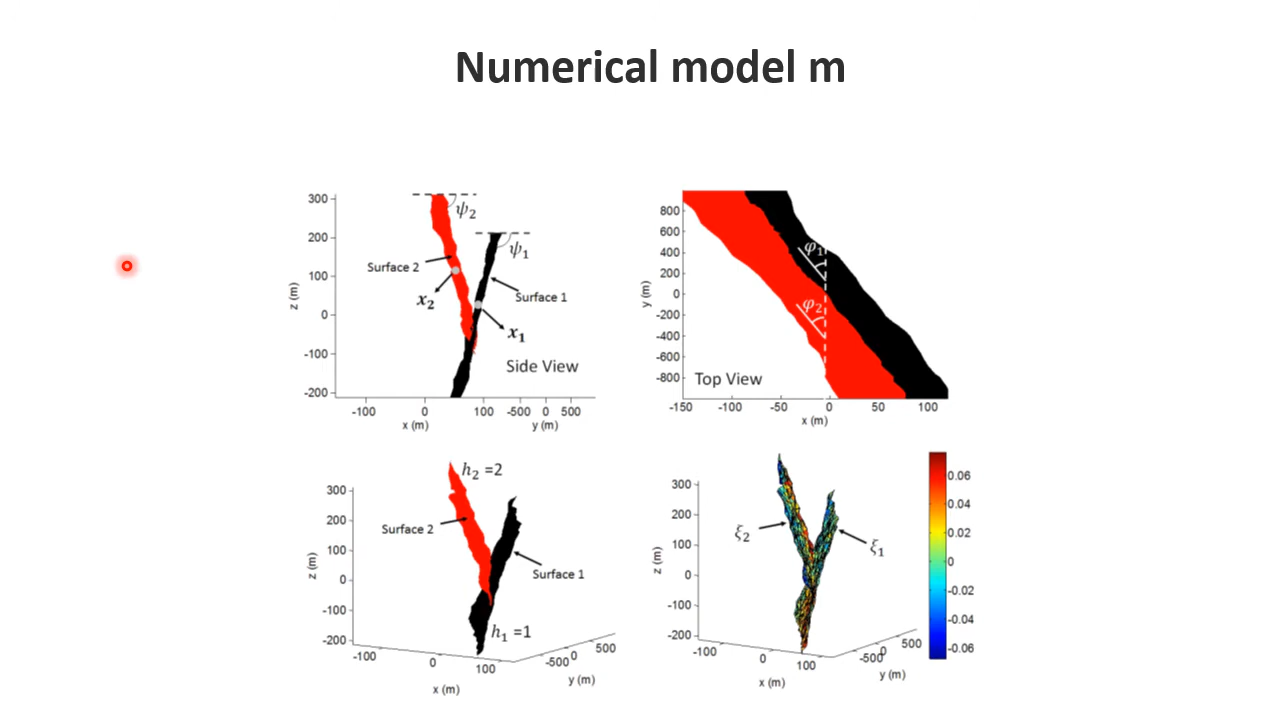 Numerical model m
300
200
100
0
-100
-200
z (m)
-100
0
100
-500
0
500
x (m)
y (m)
ψ₂
ψ₁
Surface 2
Surface 1
x₂
x₁
Side View
800
600
400
200
0
-200
-400
-600
-800
y (m)
-150
-100
-50
0
50
100
x (m)
φ₁
φ₂
Top View
300
200
100
0
-100
-200
z (m)
-100
0
100
-500
0
500
x (m)
y (m)
h₂ =2
Surface 2
Surface 1
h₁ =1
300
200
100
0
-100
-200
z (m)
-100
0
100
-500
0
500
x (m)
y (m)
ξ₂
ξ₁
0.06
0.04
0.02
0
-0.02
-0.04
-0.06